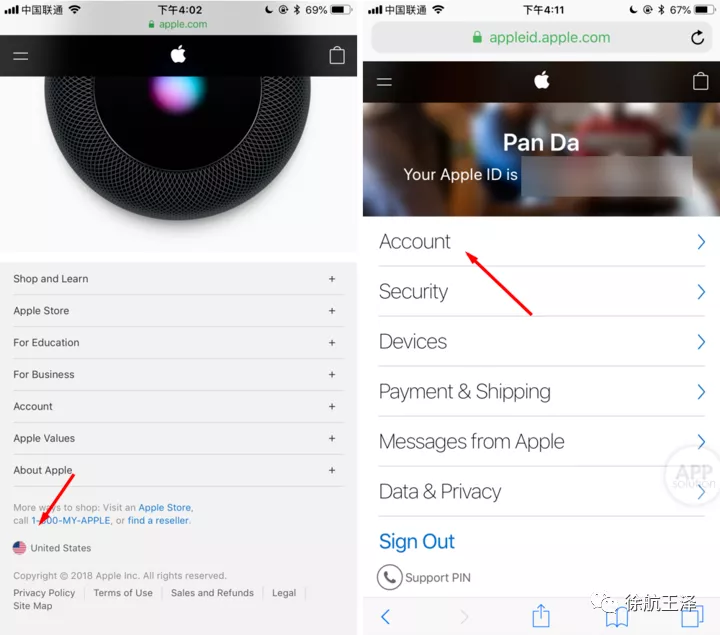 中国联通 下午4:02 69%
apple.com
Shop and Learn +
Apple Store +
For Education +
For Business +
Account +
Apple Values +
About Apple +
More ways to shop: Visit an Apple Store,
call 1-800-MY-APPLE, or find a reseller.
United States
Copyright © 2018 Apple Inc. All rights reserved.
Privacy Policy | Terms of Use | Sales and Refunds | Legal |
Site Map
中国联通 下午4:11 67%
appleid.apple.com
Pan Da
Your Apple ID is
Account
Security
Devices
Payment & Shipping
Messages from Apple
Data & Privacy
APP
solution
Sign Out
Support PIN
徐航王泽